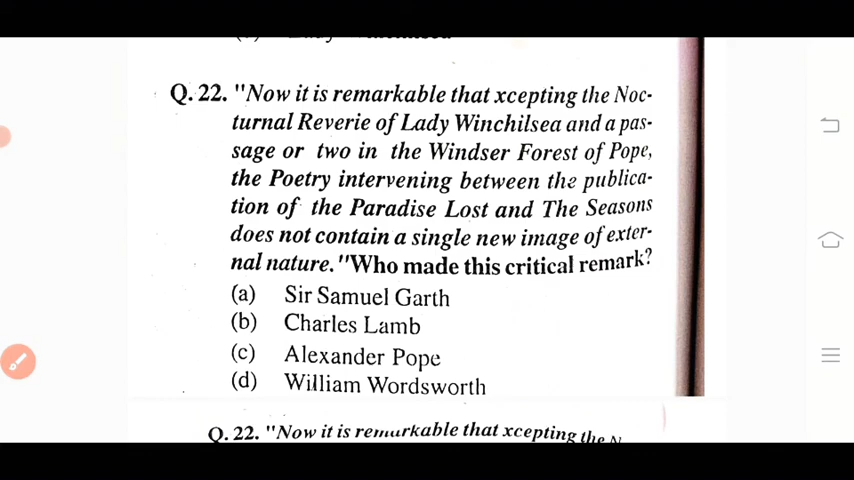 Q. 22. "Now it is remarkable that xcepting the Noc-
turnal Reverie of Lady Winchilsea and a pas-
sage or two in the Windser Forest of Pope,
the Poetry intervening between the publica-
tion of the Paradise Lost and The Seasons
does not contain a single new image of exter-
nal nature. "Who made this critical remark?
(a) Sir Samuel Garth
(b) Charles Lamb
(c) Alexander Pope
(d) William Wordsworth
Q. 22. "Now it is remarkable that xcepting the N